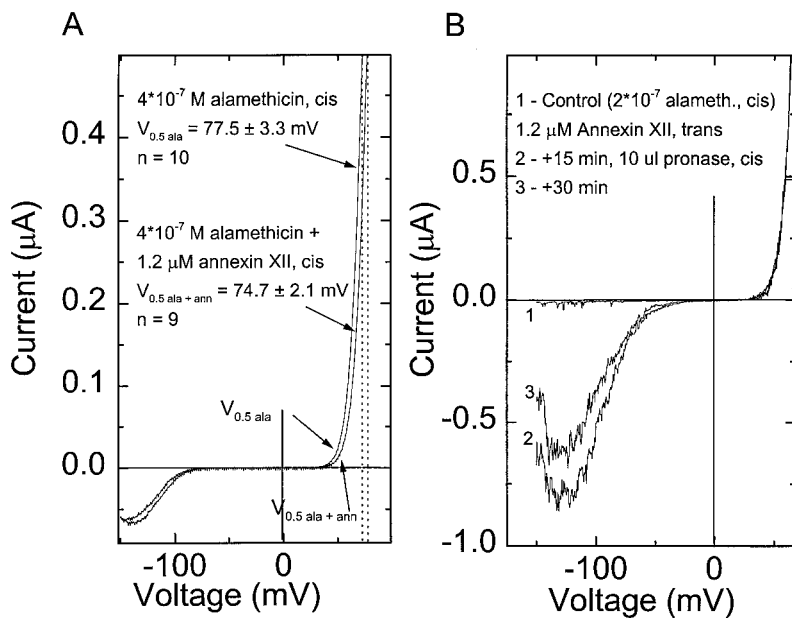 A
4*10⁻⁷ M alamethicin, cis
V0.5 ala = 77.5 ± 3.3 mV
n = 10
4*10⁻⁷ M alamethicin +
1.2 μM annexin XII, cis
V0.5 ala + ann = 74.7 ± 2.1 mV
n = 9
V0.5 ala
V0.5 ala + ann
0.4
0.3
0.2
0.1
0.0
Current (μA)
-100
0
Voltage (mV)
B
1 - Control (2*10⁻⁷ alameth., cis)
1.2 μM Annexin XII, trans
2 - +15 min, 10 ul pronase, cis
3 - +30 min
1
3
2
0.5
0.0
-0.5
-1.0
Current (μA)
-100
0
Voltage (mV)